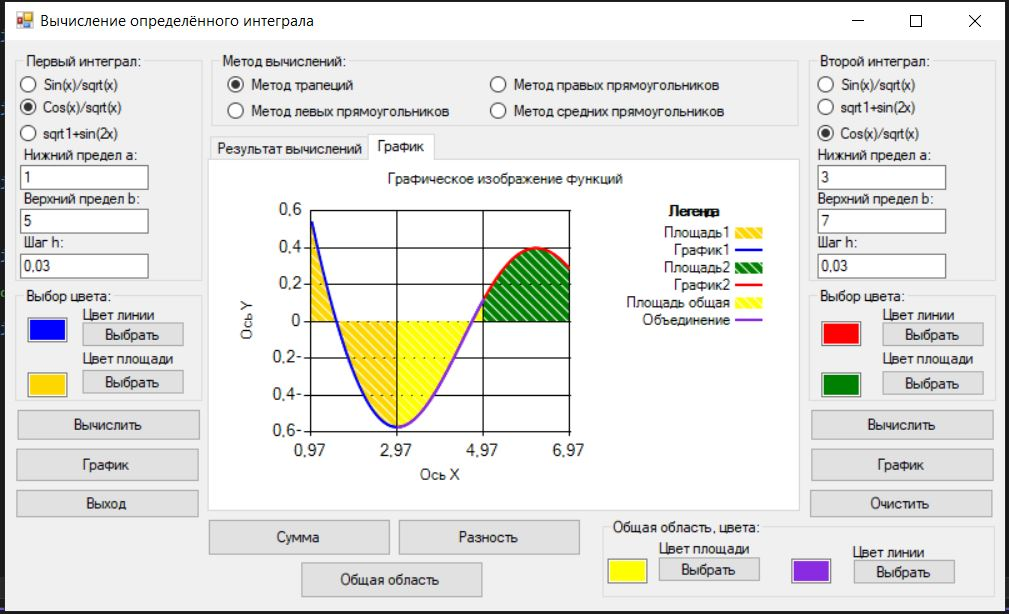 Вычисление определённого интеграла
Первый интеграл:
Sin(x)/sqrt(x)
Cos(x)/sqrt(x)
sqrt1+sin(2x)
Нижний предел a:
1
Верхний предел b:
5
Шаг h:
0,03
Выбор цвета:
Цвет линии
Выбрать
Цвет площади
Выбрать
Вычислить
График
Выход
Метод вычислений:
Метод трапеций
Метод правых прямоугольников
Метод левых прямоугольников
Метод средних прямоугольников
Результат вычислений
График
Графическое изображение функций
0,6
0,4
0,2
0
0,2-
0,4-
0,6-
Ось Y
0,97
2,97
4,97
6,97
Ось X
Легенда
Площадь1
График1
Площадь2
График2
Площадь общая
Объединение
Сумма
Разность
Общая область
Второй интеграл:
Sin(x)/sqrt(x)
sqrt1+sin(2x)
Cos(x)/sqrt(x)
Нижний предел a:
3
Верхний предел b:
7
Шаг h:
0,03
Выбор цвета:
Цвет линии
Выбрать
Цвет площади
Выбрать
Вычислить
График
Очистить
Общая область, цвета:
Цвет площади
Выбрать
Цвет линии
Выбрать